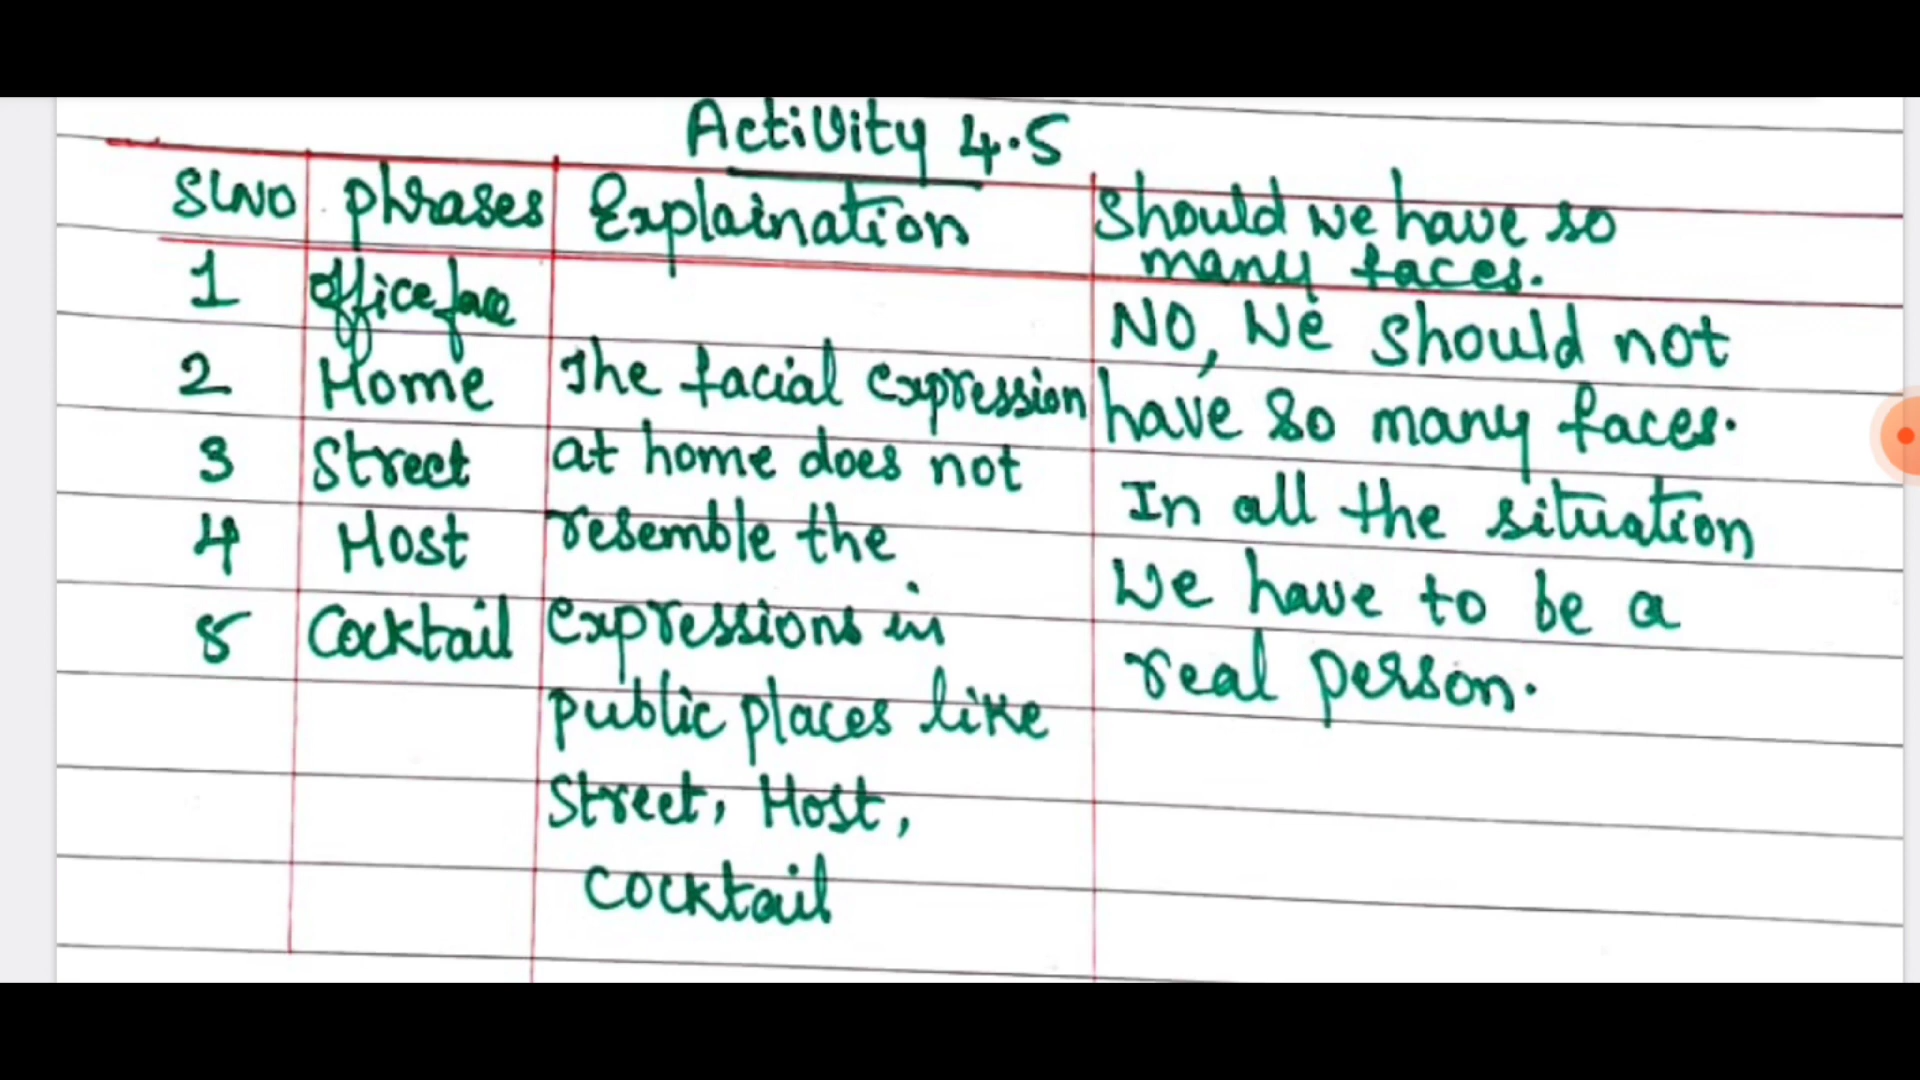 Activity 4.5
SLNO phrases Explaination Should we have so
many faces.
1 office face
NO, We should not
2 Home The facial expression have so many faces.
3 Street at home does not In all the situation
4 Host resemble the We have to be a
5 Cocktail expressions in real person.
public places like
Street, Host,
Cocktail